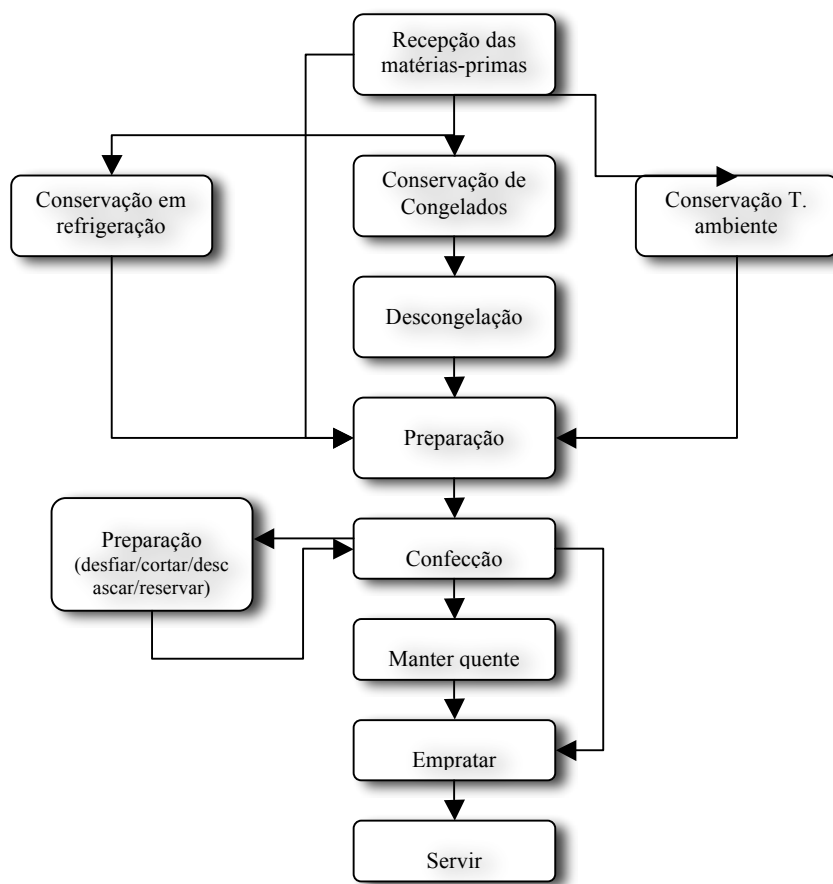 Recepção das
matérias-primas
Conservação em
refrigeração
Conservação de
Congelados
Conservação T.
ambiente
Descongelação
Preparação
Preparação
(desfiar/cortar/desc
ascar/reservar)
Confecção
Manter quente
Empratar
Servir